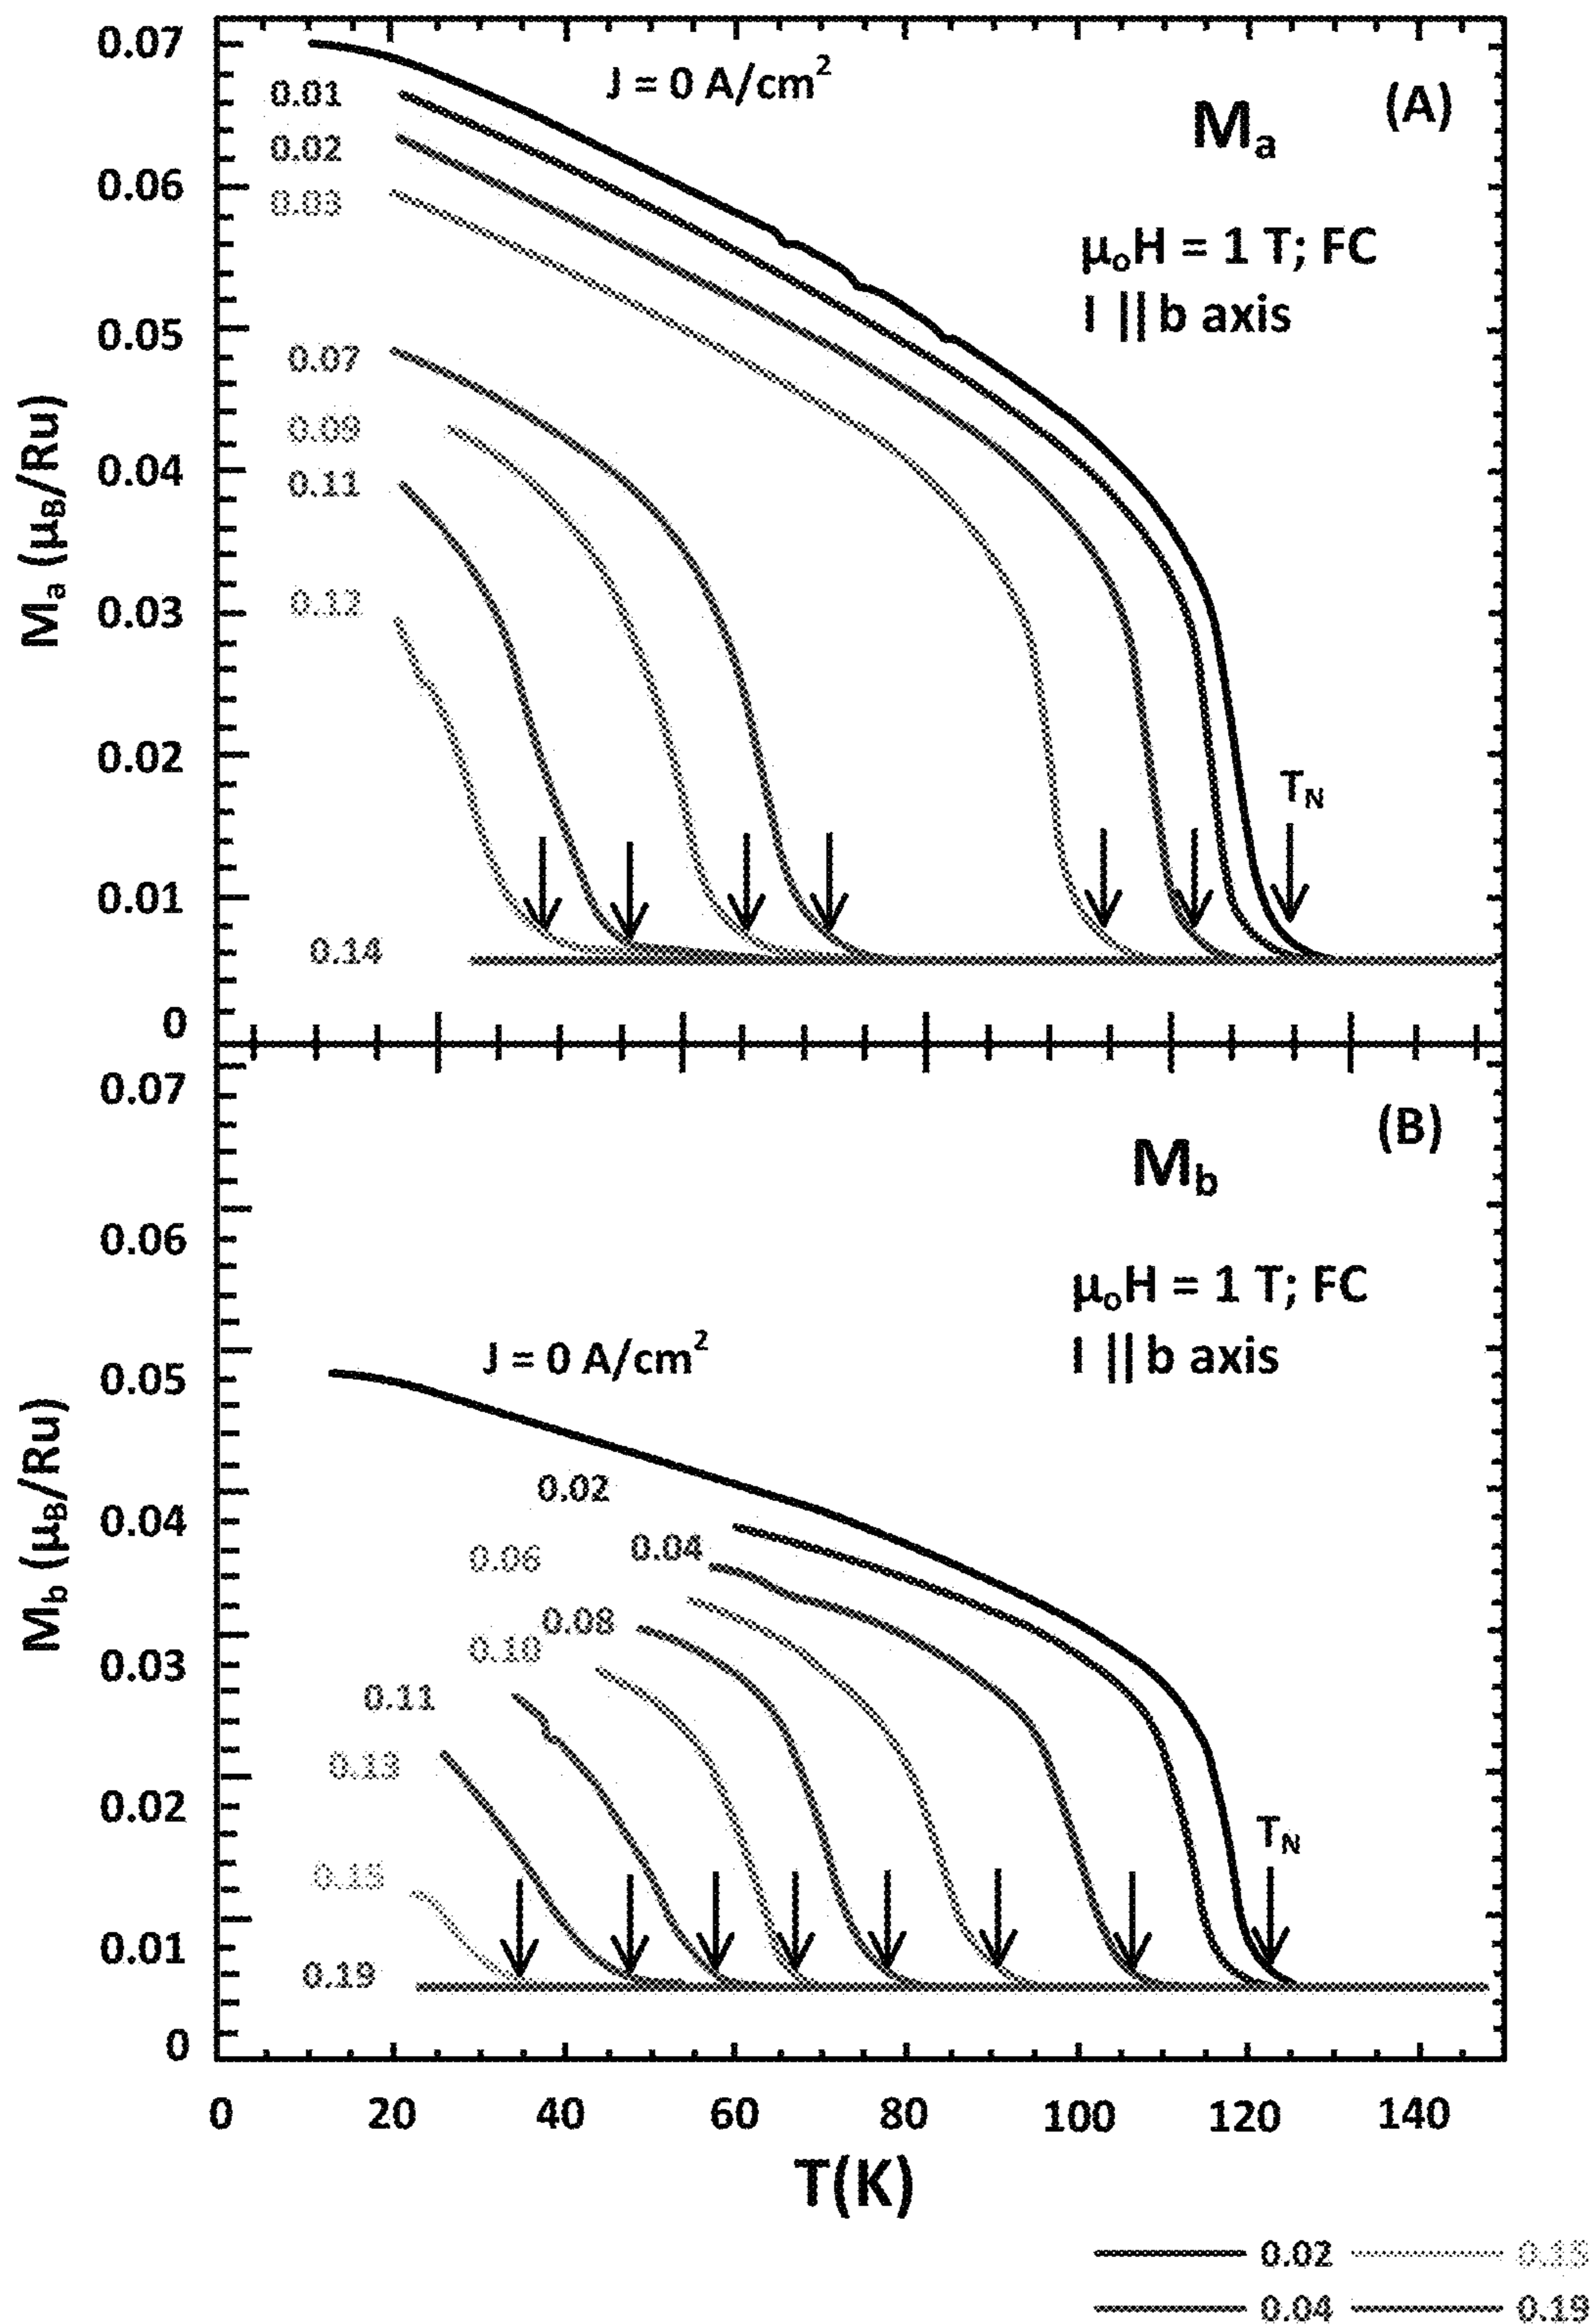 0.07
J = 0 A/cm²
(A)
0.01
Mₐ
0.02
0.06
0.03
μₒH = 1 T; FC
I || b axis
0.05
0.07
0.09
0.04
0.11
Mₐ (μB/Ru)
0.03
0.12
0.02
TN
0.01
0.14
0
0.07
(B)
Mb
0.06
μₒH = 1 T; FC
J = 0 A/cm²
I || b axis
0.05
0.02
0.04
0.06
0.04
0.08
0.10
Mb (μB/Ru)
0.03
0.11
0.13
0.02
TN
0.15
0.01
0.19
0
0 20 40 60 80 100 120 140
T(K)
0.02 0.15
0.04 0.19